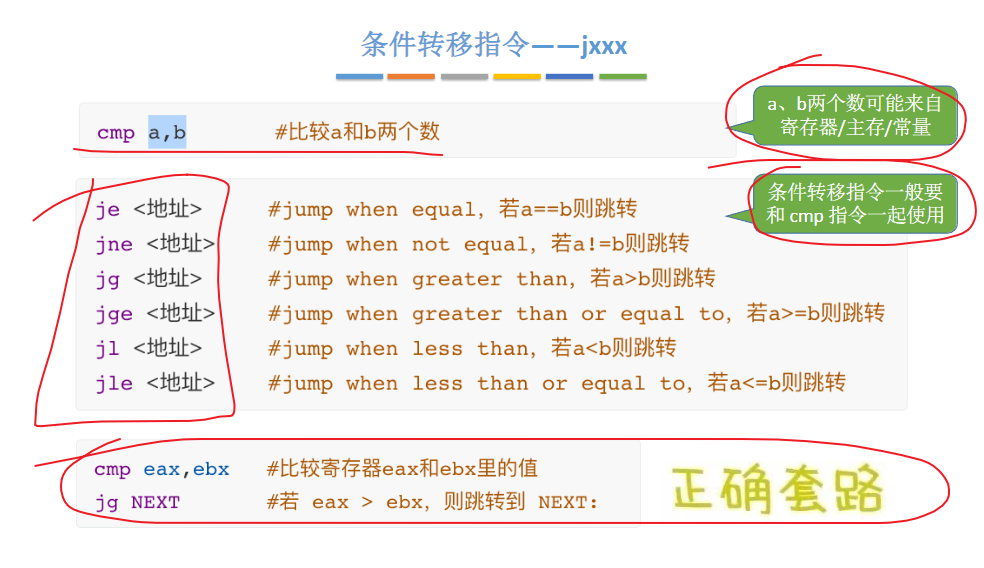 条件转移指令——jxxx
cmp a,b #比较a和b两个数
a、b两个数可能来自
寄存器/主存/常量
条件转移指令一般要
和 cmp 指令一起使用
je <地址> #jump when equal，若a==b则跳转
jne <地址> #jump when not equal，若a!=b则跳转
jg <地址> #jump when greater than，若a>b则跳转
jge <地址> #jump when greater than or equal to，若a>=b则跳转
jl <地址> #jump when less than，若a<b则跳转
jle <地址> #jump when less than or equal to，若a<=b则跳转
cmp eax,ebx #比较寄存器eax和ebx里的值
jg NEXT #若 eax > ebx，则跳转到 NEXT：
正确套路